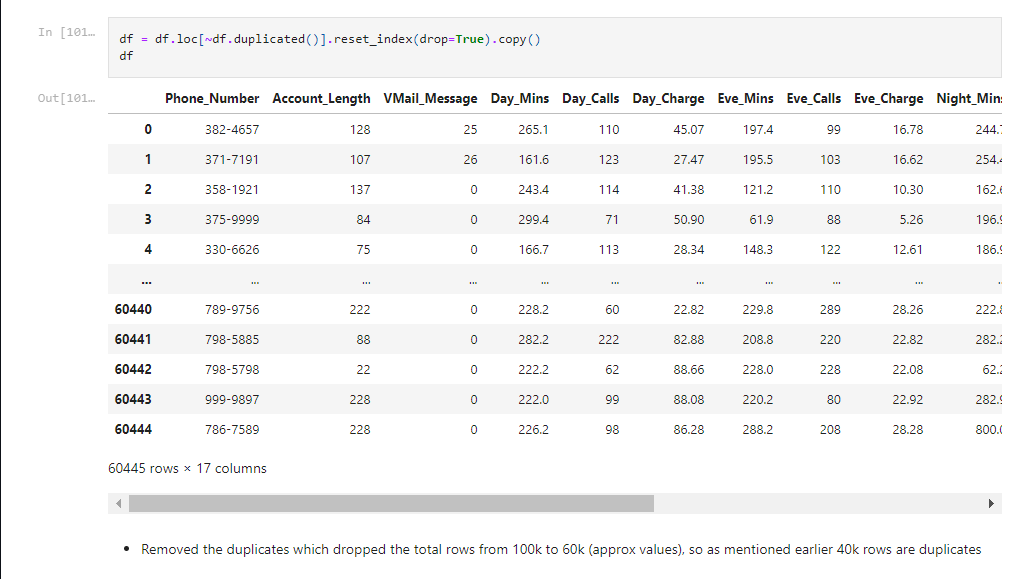 In [101…
df = df.loc[~df.duplicated()].reset_index(drop=True).copy()
df
Out[101…
Phone_Number Account_Length VMail_Message Day_Mins Day_Calls Day_Charge Eve_Mins Eve_Calls Eve_Charge Night_Mins
0 382-4657 128 25 265.1 110 45.07 197.4 99 16.78 244.7
1 371-7191 107 26 161.6 123 27.47 195.5 103 16.62 254.4
2 358-1921 137 0 243.4 114 41.38 121.2 110 10.30 162.6
3 375-9999 84 0 299.4 71 50.90 61.9 88 5.26 196.9
4 330-6626 75 0 166.7 113 28.34 148.3 122 12.61 186.9
... ... ... ... ... ... ... ... ... ... ..
60440 789-9756 222 0 228.2 60 22.82 229.8 289 28.26 222.8
60441 798-5885 88 0 282.2 222 82.88 208.8 220 22.82 282.2
60442 798-5798 22 0 222.2 62 88.66 228.0 228 22.08 62.2
60443 999-9897 228 0 222.0 99 88.08 220.2 80 22.92 282.9
60444 786-7589 228 0 226.2 98 86.28 288.2 208 28.28 800.0
60445 rows × 17 columns
• Removed the duplicates which dropped the total rows from 100k to 60k (approx values), so as mentioned earlier 40k rows are duplicates